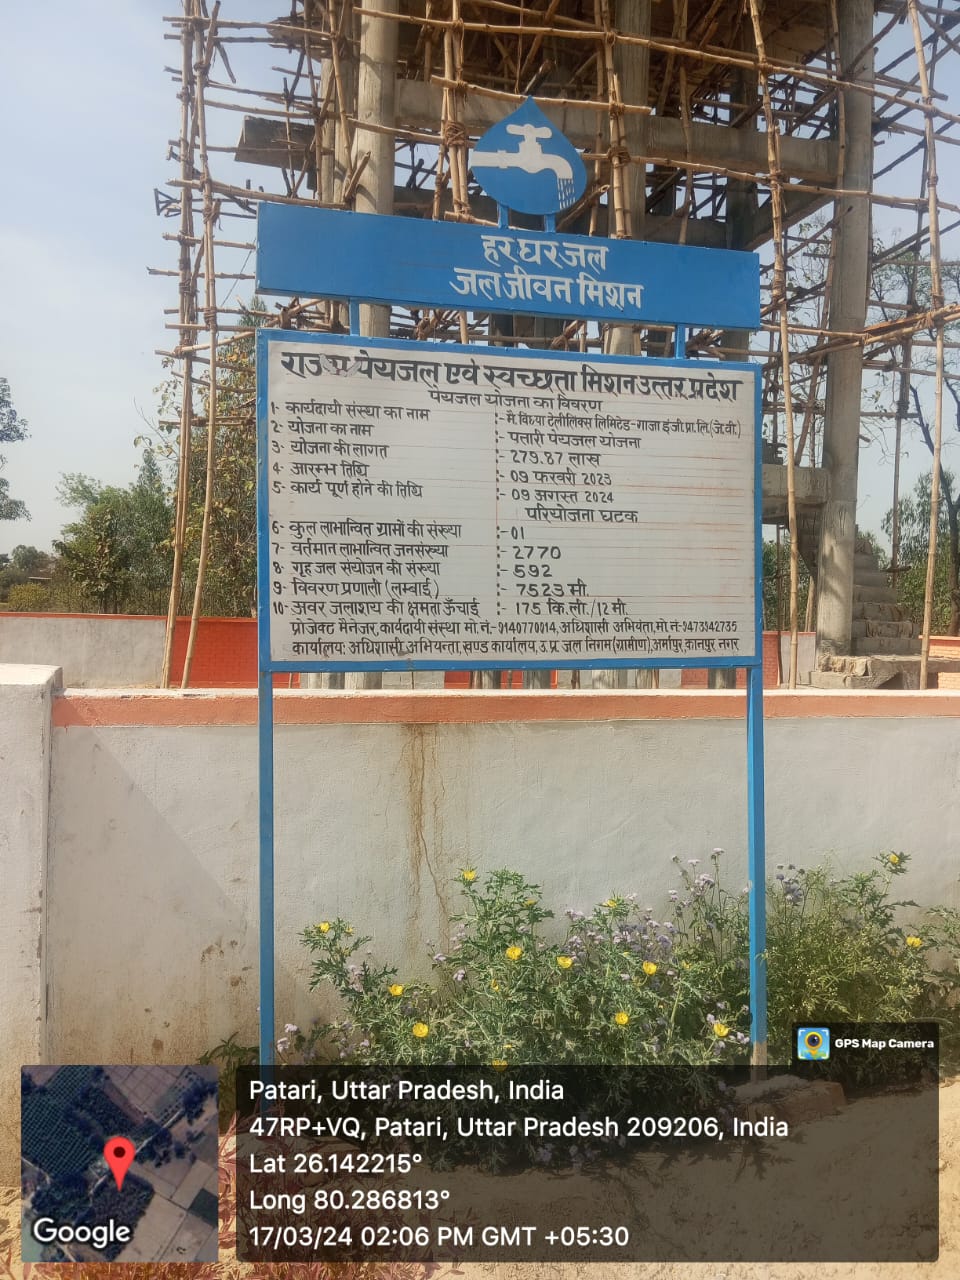 हर घर जल
जल जीवन मिशन
पेयजल एवं स्वच्छता मिशन उत्तर प्रदेश
पेयजल योजना का विवरण
1- कार्यदायी संस्था का नाम :- मै. विंध्या टेलीलिंक्स लिमिटेड-गाजा इंजी.प्रा.लि.(जे.वी.)
2- योजना का नाम :- पतारी पेयजल योजना
3- योजना की लागत :- 279.87 लाख
4- आरम्भ तिथि :- 09 फरवरी 2023
5- कार्य पूर्ण होने की तिथि :- 09 अगस्त 2024
परियोजना घटक
6- कुल लाभान्वित ग्रामों की संख्या :- 01
7- वर्तमान लाभान्वित जनसंख्या :- 2770
8- गृह जल संयोजन की संख्या :- 592
9- विवरण प्रणाली (लम्बाई) :- 7523 मी.
10- अवर जलाशय की क्षमता ऊँचाई :- 175 कि.ली./12 मी.
प्रोजेक्ट मैनेजर, कार्यदायी संस्था मो.नं.-9140770014, अधिशासी अभियंता, मो.नं-9473942735
कार्यालय: अधिशासी अभियन्ता, खण्ड कार्यालय, उ.प्र. जल निगम (ग्रामीण), अर्मापुर, कानपुर नगर
GPS Map Camera
Patari, Uttar Pradesh, India
47RP+VQ, Patari, Uttar Pradesh 209206, India
Lat 26.142215°
Long 80.286813°
17/03/24 02:06 PM GMT +05:30
Google